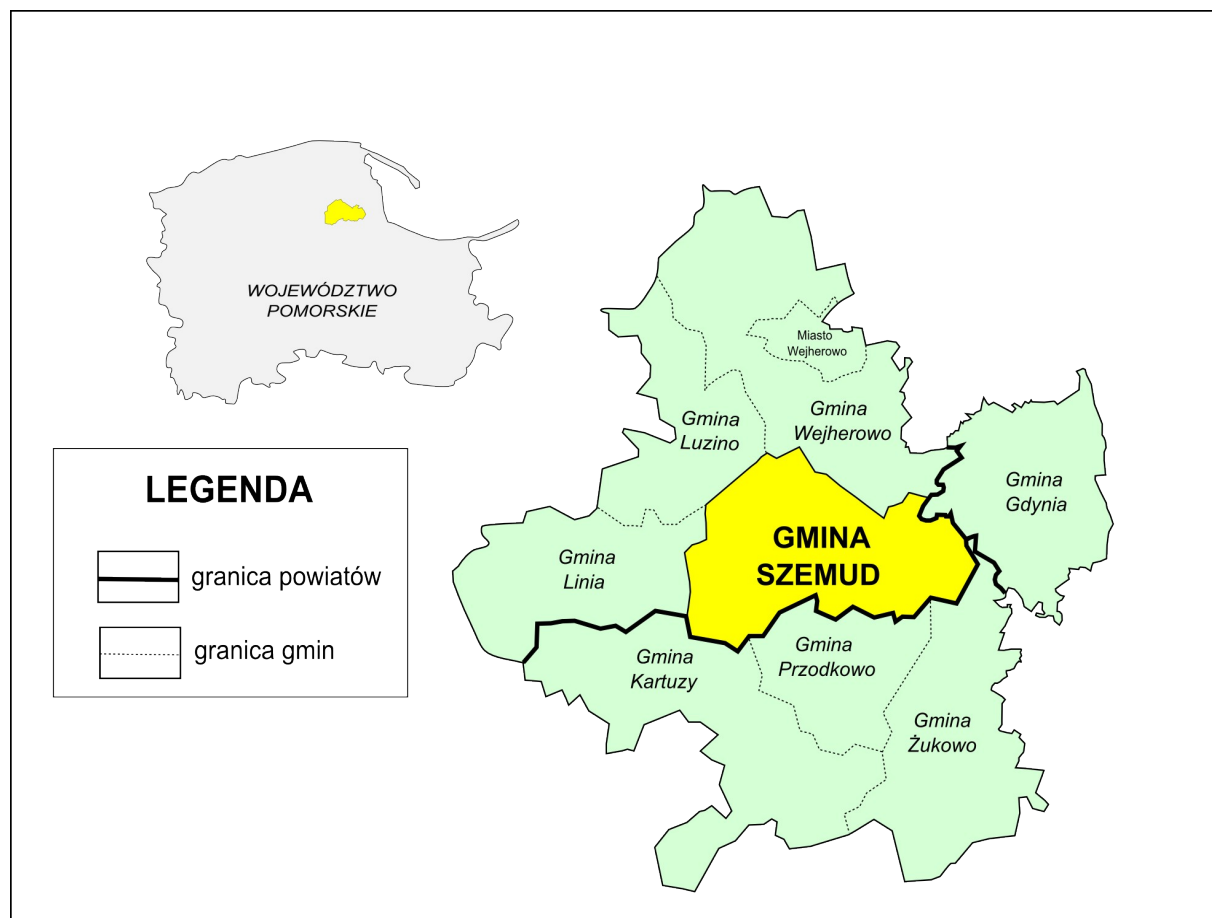 WOJEWÓDZTWO
POMORSKIE
LEGENDA
granica powiatów
granica gmin
Miasto
Wejherowo
Gmina
Luzino
Gmina
Wejherowo
Gmina
Gdynia
GMINA
SZEMUD
Gmina
Linia
Gmina
Kartuzy
Gmina
Przodkowo
Gmina
Żukowo